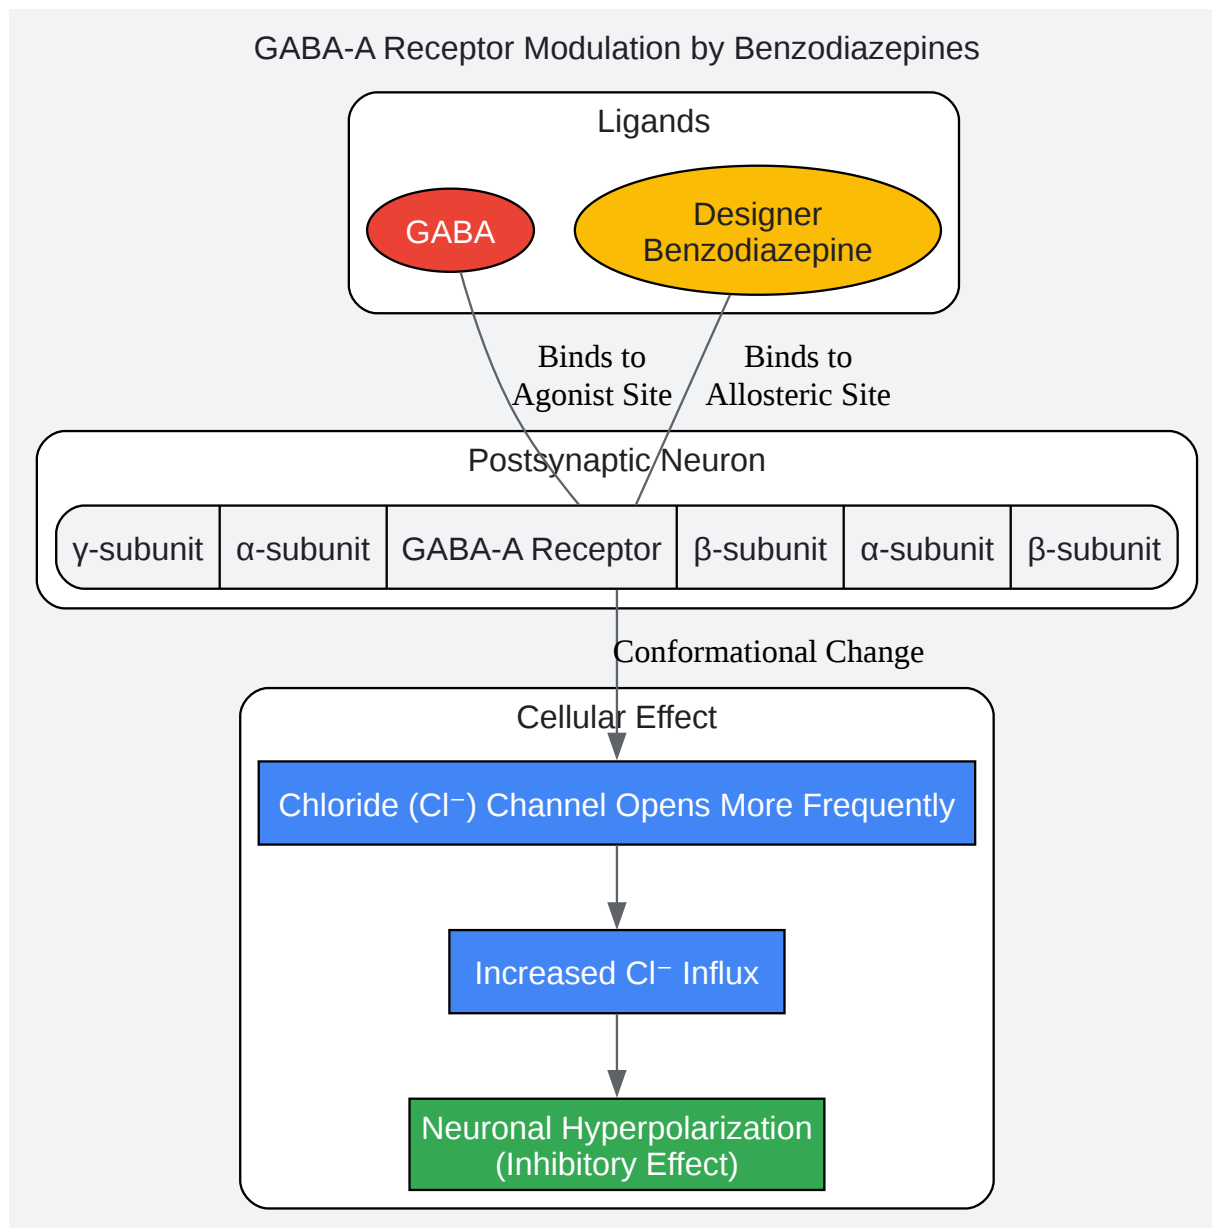 GABA-A Receptor Modulation by Benzodiazepines
Ligands
GABA
Designer
Benzodiazepine
Binds to
Agonist Site
Binds to
Allosteric Site
Postsynaptic Neuron
γ-subunit
α-subunit
GABA-A Receptor
β-subunit
α-subunit
β-subunit
Conformational Change
Cellular Effect
Chloride (Cl⁻) Channel Opens More Frequently
Increased Cl⁻ Influx
Neuronal Hyperpolarization
(Inhibitory Effect)